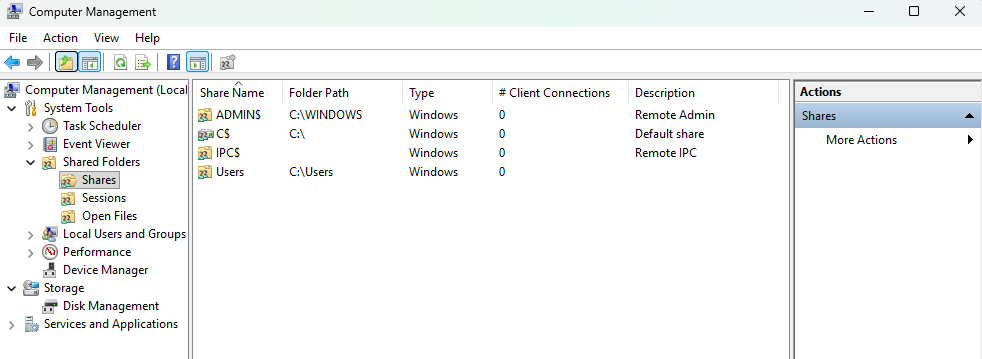 Computer Management
File Action View Help
Computer Management (Local
System Tools
Task Scheduler
Event Viewer
Shared Folders
Shares
Sessions
Open Files
Local Users and Groups
Performance
Device Manager
Storage
Disk Management
Services and Applications
Share Name Folder Path Type # Client Connections Description
ADMIN$ C:\WINDOWS Windows 0 Remote Admin
C$ C:\ Windows 0 Default share
IPC$ Windows 0 Remote IPC
Users C:\Users Windows 0
Actions
Shares
More Actions